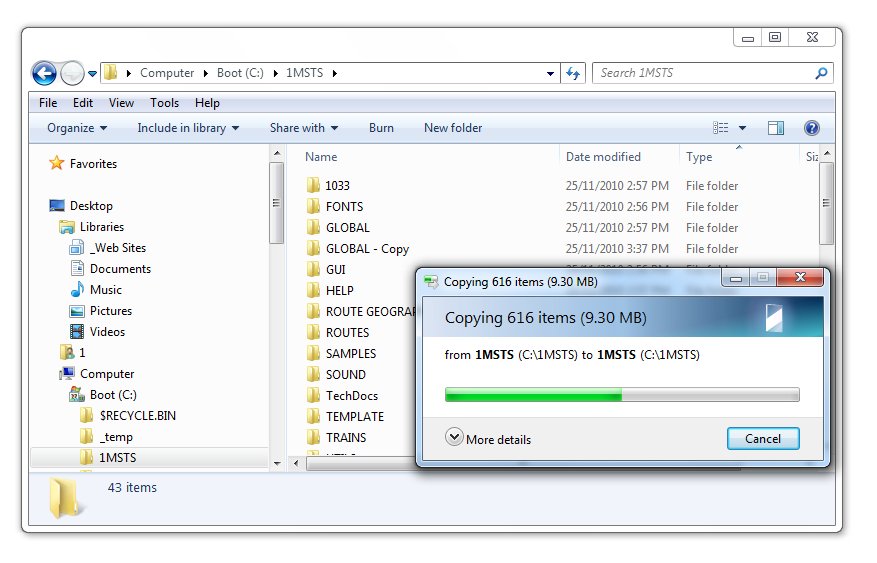 Computer ▸ Boot (C:) ▸ 1MSTS ▸
Search 1MSTS
File Edit View Tools Help
Organize Include in library Share with Burn New folder
Favorites
Desktop
Libraries
_Web Sites
Documents
Music
Pictures
Videos
1
Computer
Boot (C:)
$RECYCLE.BIN
_temp
1MSTS
Name Date modified Type
1033 25/11/2010 2:57 PM File folder
FONTS 25/11/2010 2:56 PM File folder
GLOBAL 25/11/2010 2:57 PM File folder
GLOBAL - Copy 25/11/2010 3:37 PM File folder
GUI
HELP
ROUTE GEOGRA
ROUTES
SAMPLES
SOUND
TechDocs
TEMPLATE
TRAINS
Copying 616 items (9.30 MB)
Copying 616 items (9.30 MB)
from 1MSTS (C:\1MSTS) to 1MSTS (C:\1MSTS)
More details
Cancel
43 items